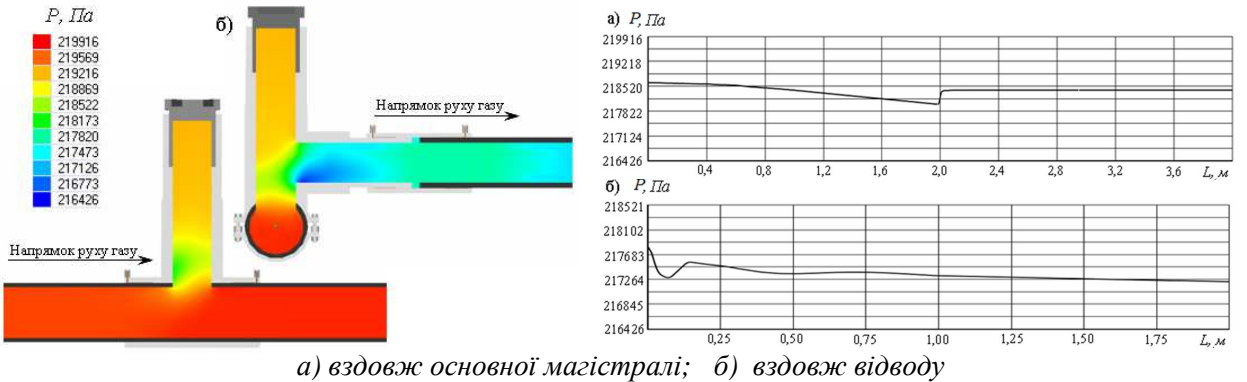 P, Па
219916
219569
219216
218869
218522
218173
217820
217473
217126
216773
216426
б)
Напрямок руху газу
Напрямок руху газу
а) P, Па
219916
219218
218520
217822
217124
216426
0,4 0,8 1,2 1,6 2,0 2,4 2,8 3,2 3,6 L, м
б) P, Па
218521
218102
217683
217264
216845
216426
0,25 0,50 0,75 1,00 1,25 1,50 1,75 L, м
а) вздовж основної магістралі; б) вздовж відводу